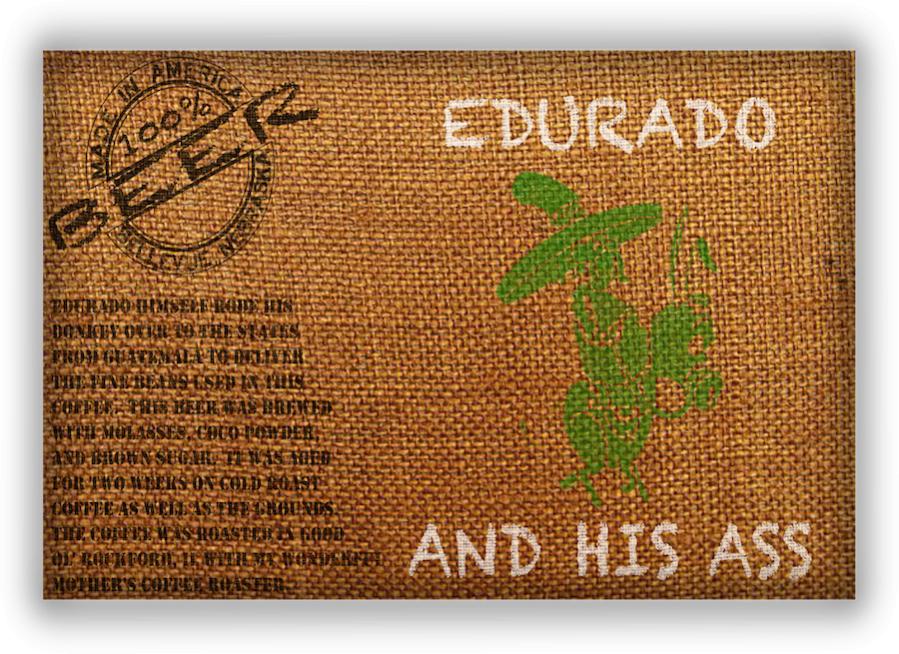 MADE IN AMERICA
100%
BEER
BELLEVUE, NEBRASKA
EDURADO
EDURADO HIMSELF RODE HIS
DONKEY OVER TO THE STATES
FROM GUATEMALA TO DELIVER
THE FINE BEANS USED IN THIS
COFFEE. THIS BEER WAS BREWED
WITH MOLASSES, COCO POWDER,
AND BROWN SUGAR. IT WAS AGED
FOR TWO WEEKS ON COLD ROAST
COFFEE AS WELL AS THE GROUNDS.
THE COFFEE WAS ROASTED IN GOOD
OL' ROCKFORD, IL WITH MY WONDERFUL
MOTHER'S COFFEE ROASTER.
AND HIS ASS